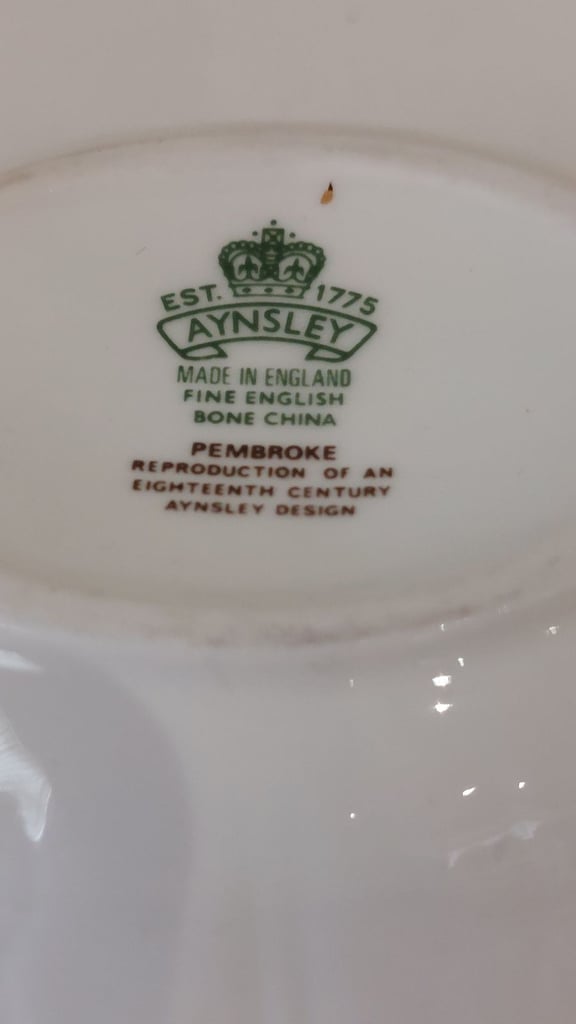 EST. 1775
AYNSLEY
MADE IN ENGLAND
FINE ENGLISH
BONE CHINA
PEMBROKE
REPRODUCTION OF AN
EIGHTEENTH CENTURY
AYNSLEY DESIGN